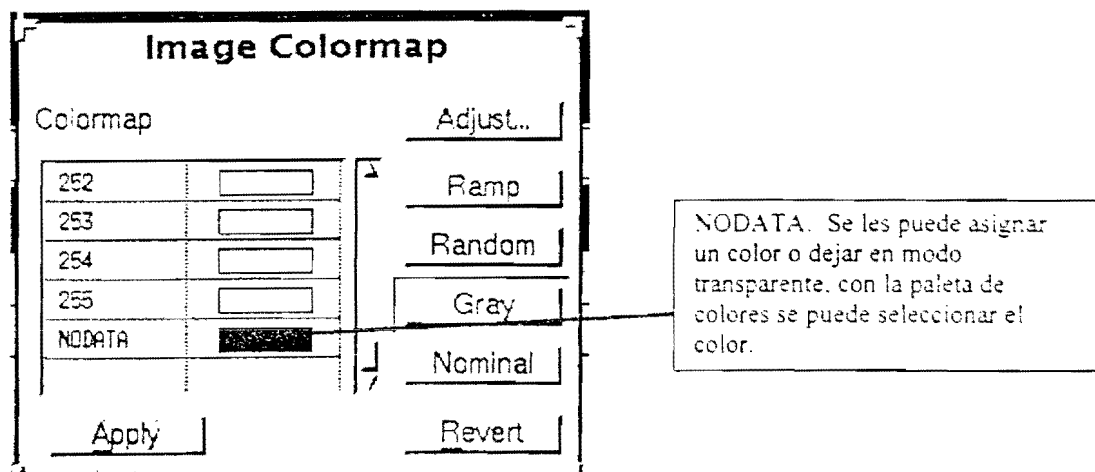 Image Colormap
Colormap
Adjust...
252
Ramp
253
Random
254
255
Gray
NODATA
Nominal
Apply
Revert
NODATA. Se les puede asignar
un color o dejar en modo
transparente, con la paleta de
colores se puede seleccionar el
color.